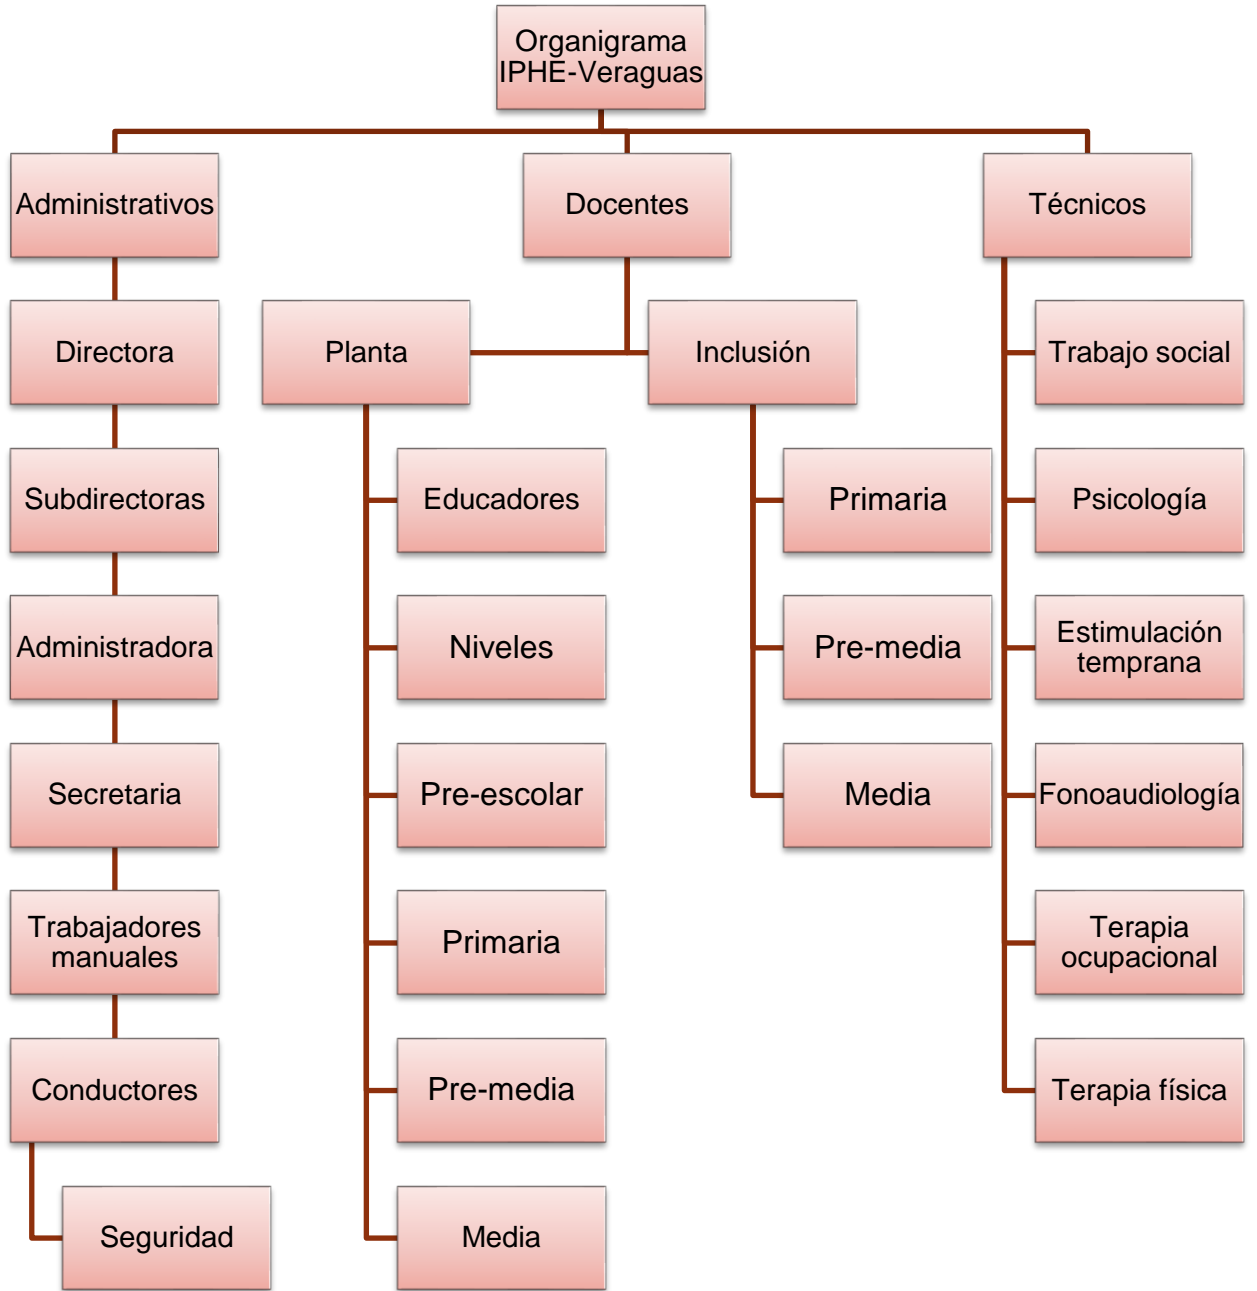 Organigrama
IPHE-Veraguas
Administrativos
Docentes
Técnicos
Directora
Planta
Inclusión
Trabajo social
Subdirectoras
Educadores
Primaria
Psicología
Administradora
Niveles
Pre-media
Estimulación
temprana
Secretaria
Pre-escolar
Media
Fonoaudiología
Trabajadores
manuales
Primaria
Terapia
ocupacional
Conductores
Pre-media
Terapia física
Seguridad
Media